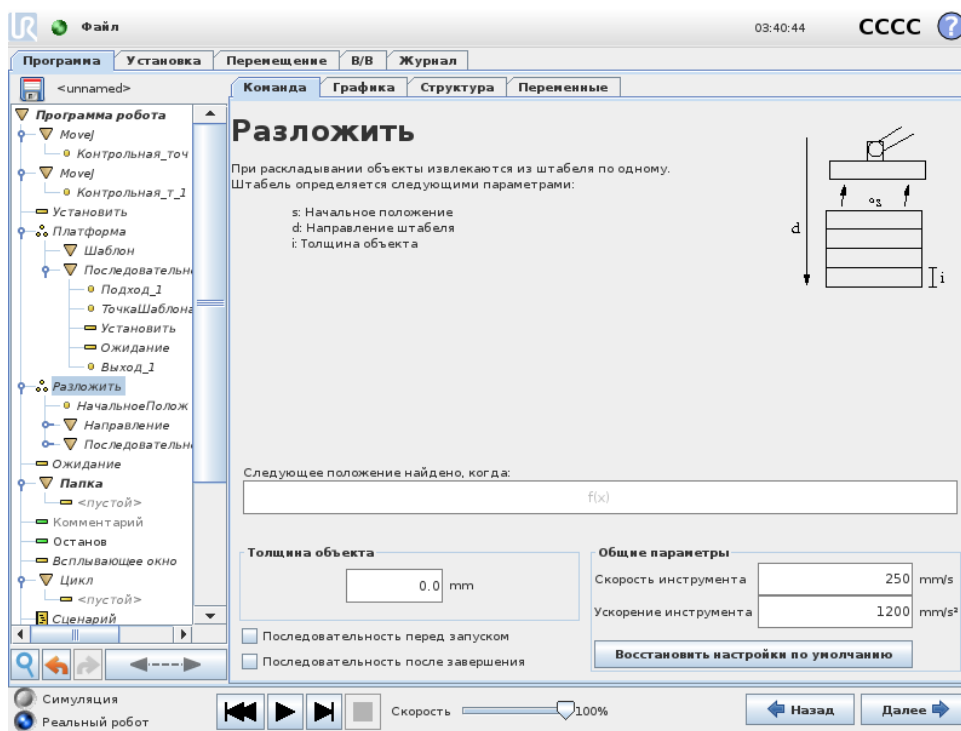 UR Файл 03:40:44 CCCC ?
Программа Установка Перемещение В/В Журнал
<unnamed>
Команда Графика Структура Переменные
Программа робота
MoveJ
Контрольная_точ
MoveJ
Контрольная_т_1
Установить
Платформа
Шаблон
Последовательн
Подход_1
ТочкаШаблона
Установить
Ожидание
Выход_1
Разложить
НачальноеПолож
Направление
Последовательн
Ожидание
Папка
<пустой>
Комментарий
Останов
Всплывающее окно
Цикл
<пустой>
Сценарий
Разложить
При раскладывании объекты извлекаются из штабеля по одному.
Штабель определяется следующими параметрами:
s: Начальное положение
d: Направление штабеля
i: Толщина объекта
s
d
i
Следующее положение найдено, когда:
f(x)
Толщина объекта
0.0 mm
Последовательность перед запуском
Последовательность после завершения
Общие параметры
Скорость инструмента 250 mm/s
Ускорение инструмента 1200 mm/s²
Восстановить настройки по умолчанию
Симуляция
Реальный робот
Скорость 100%
Назад Далее